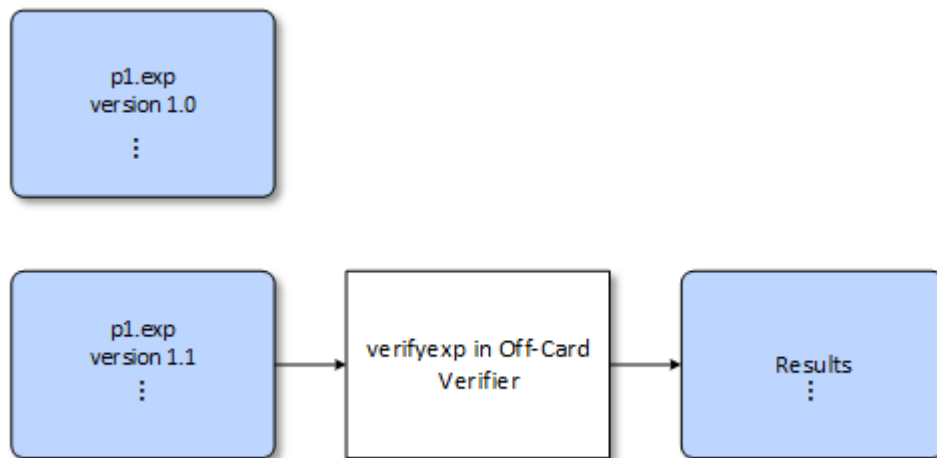 p1.exp
version 1.0
⋮
p1.exp
version 1.1
⋮
verifyexp in Off-Card
Verifier
Results
⋮